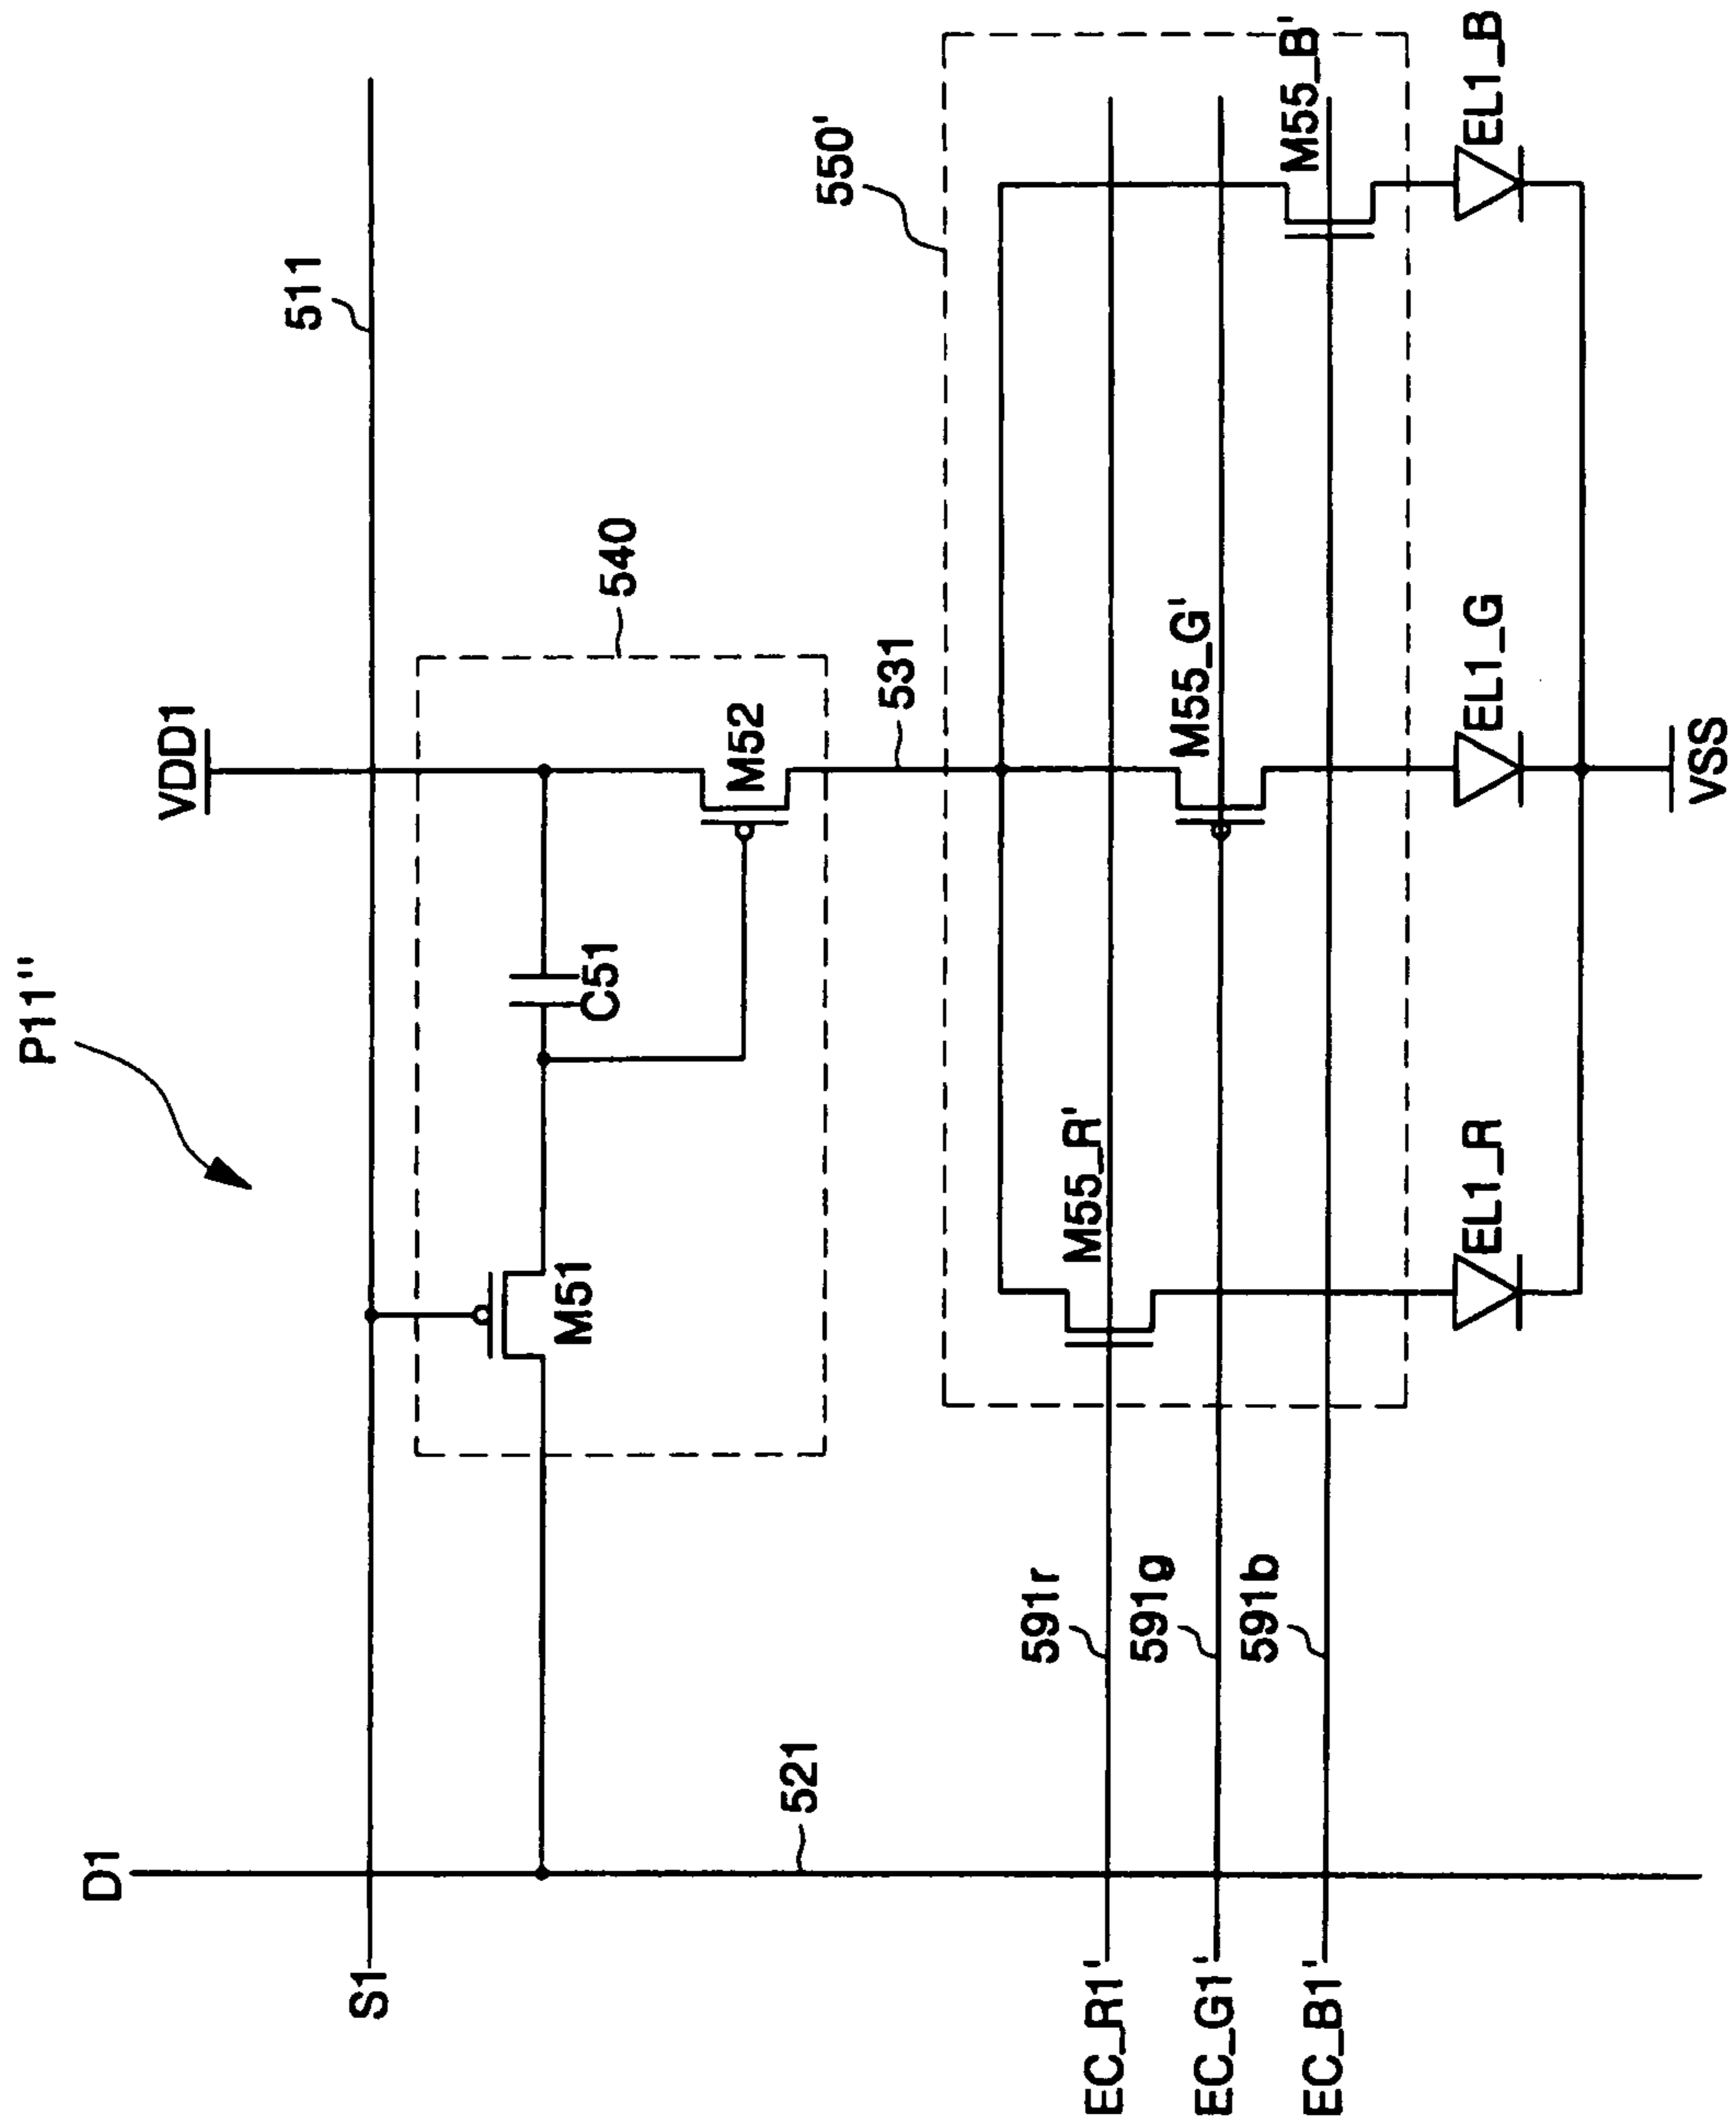 P11"
D1
VDD1
S1
511
540
M51
C51
M52
521
531
550'
M55_R'
M55_G'
M55_B'
591r
591g
591b
EC_R1'
EC_G1'
EC_B1'
EL1_R
EL1_G
EL1_B
VSS